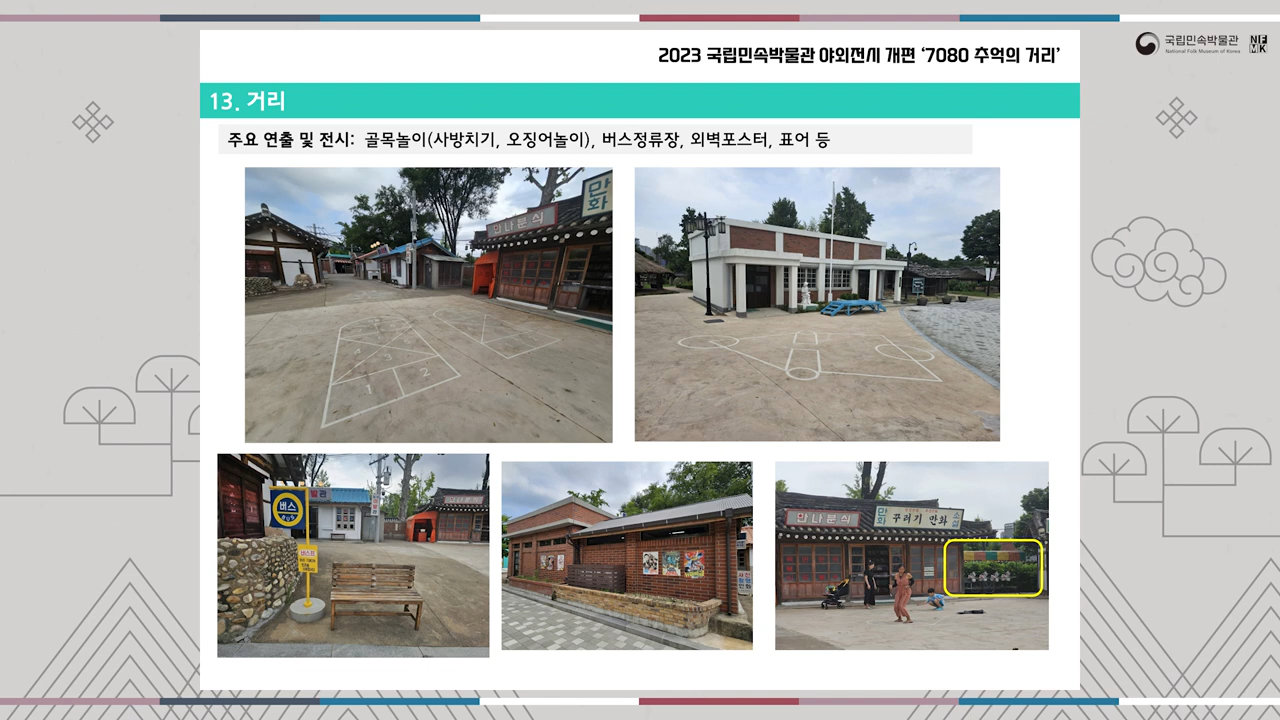 국립민속박물관
National Folk Museum of Korea
NF
MK
2023 국립민속박물관 야외전시 개편 ‘7080 추억의 거리’
13. 거리
주요 연출 및 전시: 골목놀이(사방치기, 오징어놀이), 버스정류장, 외벽포스터, 표어 등
만화
만나분식
1
2
3
4
버스
만나분식
만화
꾸러기 만화